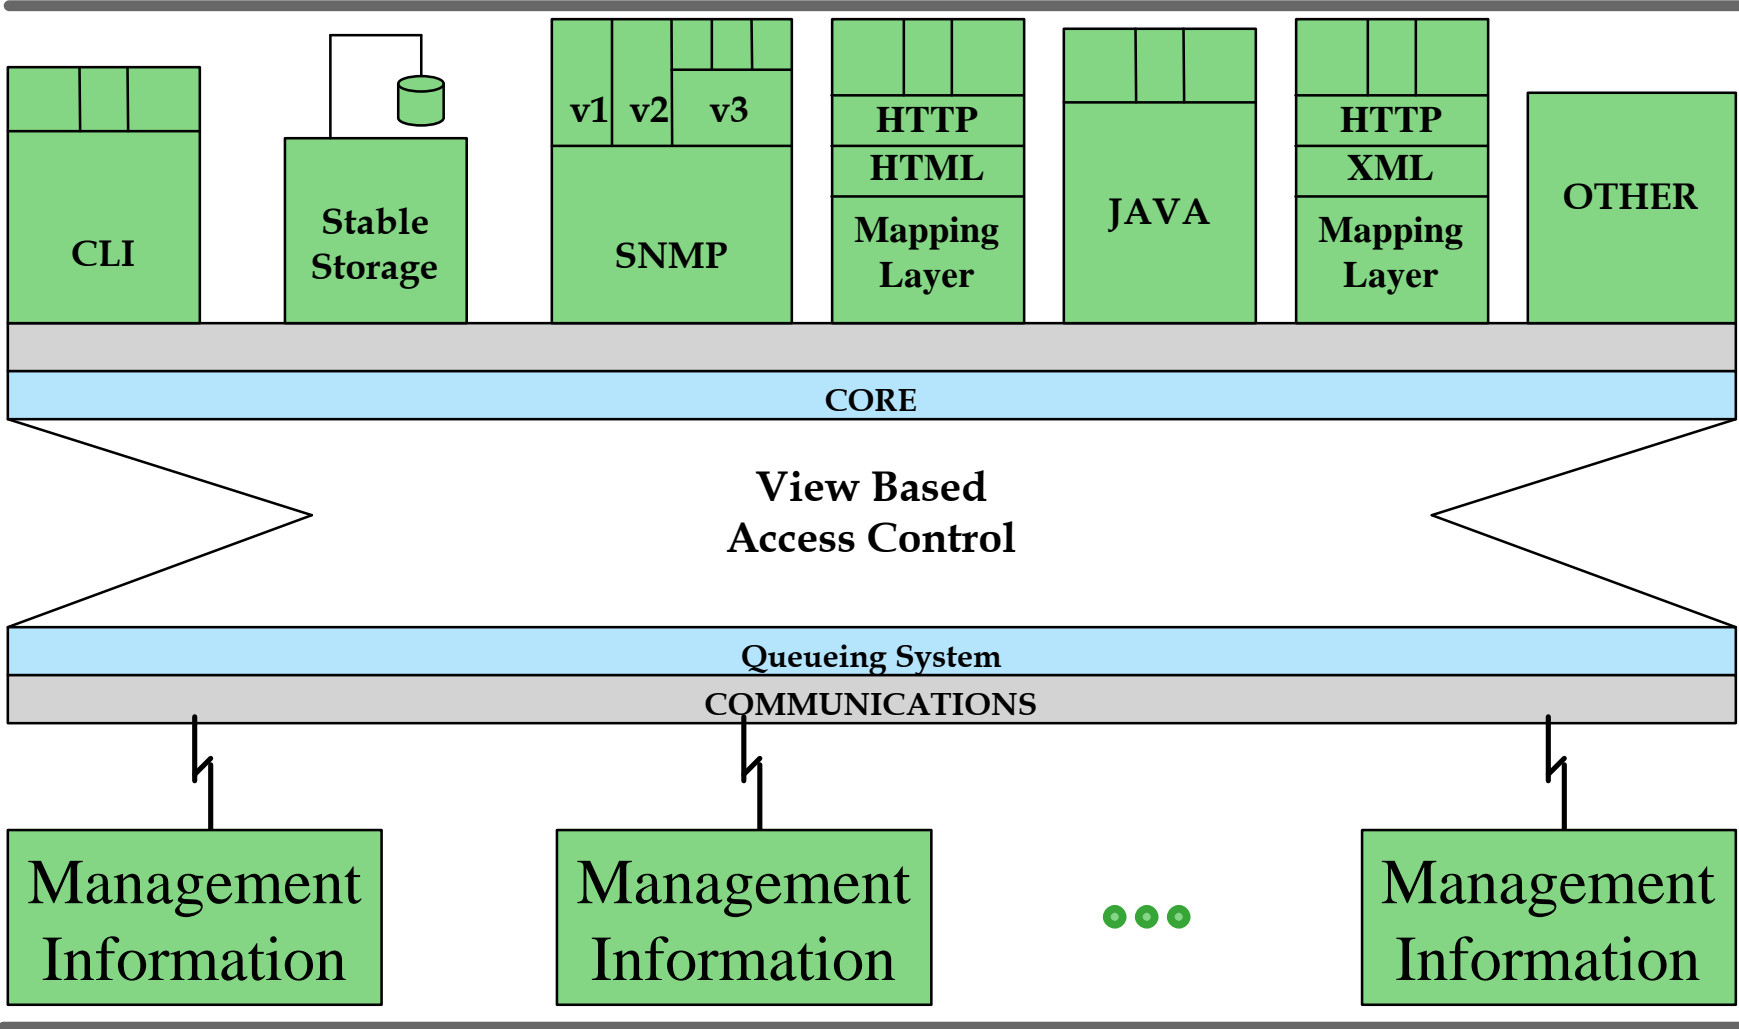 CLI
Stable
Storage
v1 v2 v3
SNMP
HTTP
HTML
Mapping
Layer
JAVA
HTTP
XML
Mapping
Layer
OTHER
CORE
View Based
Access Control
Queueing System
COMMUNICATIONS
Management
Information
Management
Information
Management
Information